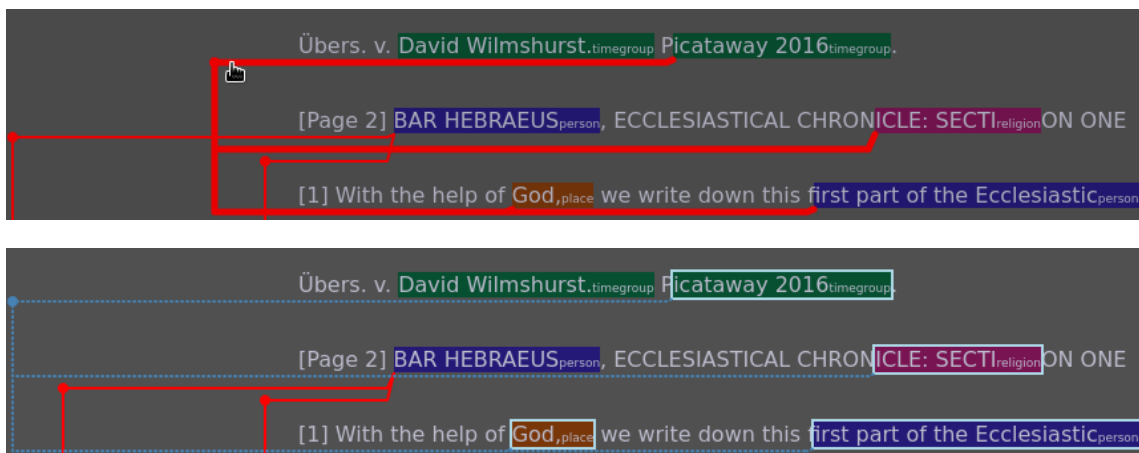 Übers. v. David Wilmshurst.timegroup Picataway 2016timegroup.
[Page 2] BAR HEBRAEUSperson, ECCLESIASTICAL CHRONICLE: SECTIreligionON ONE
[1] With the help of God,place we write down this first part of the Ecclesiasticperson
Übers. v. David Wilmshurst.timegroup Picataway 2016timegroup.
[Page 2] BAR HEBRAEUSperson, ECCLESIASTICAL CHRONICLE: SECTIreligionON ONE
[1] With the help of God,place we write down this first part of the Ecclesiasticperson